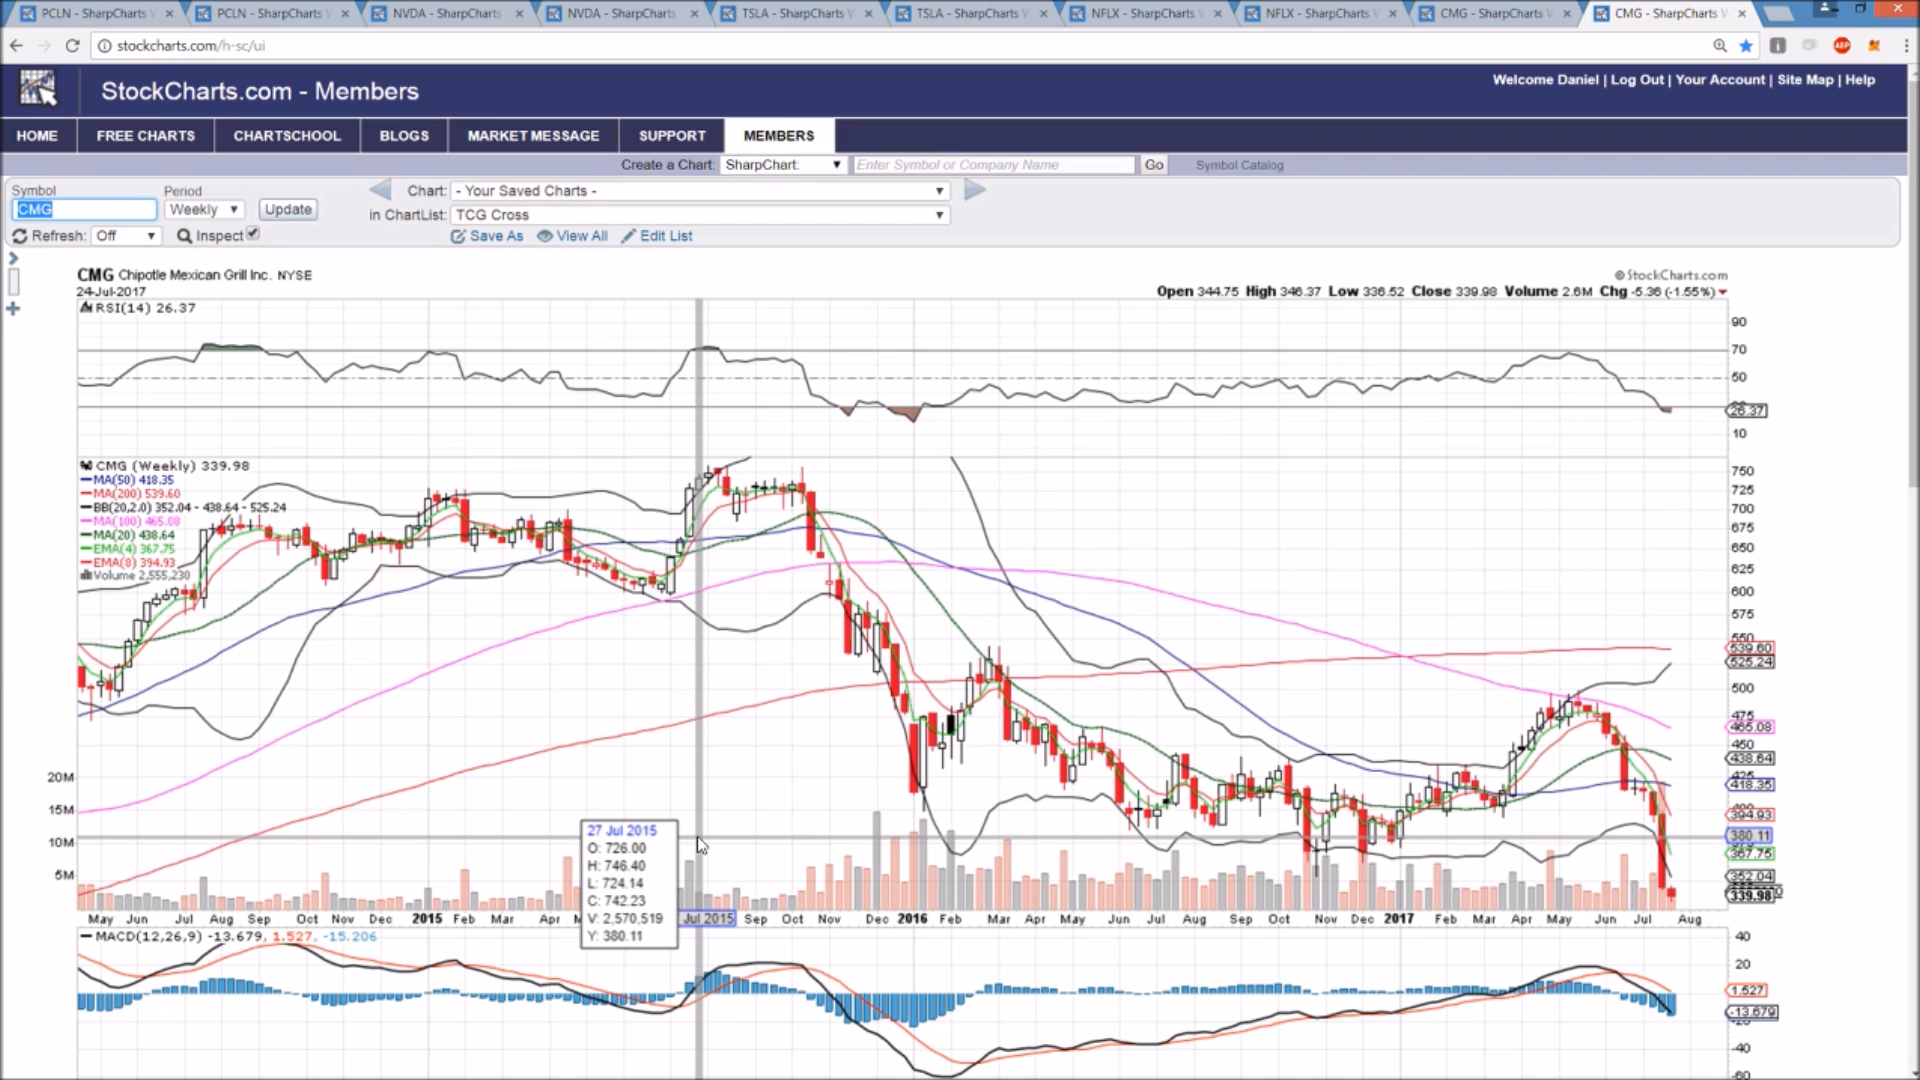 PCLN - SharpCharts V
PCLN - SharpCharts
NVDA - SharpCharts
NVDA - SharpCharts
TSLA - SharpCharts V
TSLA - SharpCharts V
NFLX - SharpCharts
NFLX - SharpCharts
CMG - SharpCharts V
CMG - SharpCharts V
stockcharts.com/h-sc/ui
ABP
StockCharts.com - Members
Welcome Daniel | Log Out | Your Account | Site Map | Help
HOME FREE CHARTS CHARTSCHOOL BLOGS MARKET MESSAGE SUPPORT MEMBERS
Create a Chart: SharpChart: Enter Symbol or Company Name Go Symbol Catalog
Symbol Period
CMG Weekly Update
Chart: - Your Saved Charts -
in ChartList: TCG Cross
Refresh: Off Inspect
Save As View All Edit List
CMG Chipotle Mexican Grill Inc. NYSE
© StockCharts.com
24-Jul-2017
Open 344.75 High 346.37 Low 336.52 Close 339.98 Volume 2.6M Chg -5.36 (-1.55%)
RSI(14) 26.37
90
70
50
26.37
10
CMG (Weekly) 339.98
MA(50) 418.35
MA(200) 539.60
BB(20,2.0) 352.04 - 438.64 - 525.24
MA(100) 465.08
MA(20) 438.64
EMA(4) 367.75
EMA(8) 394.93
Volume 2,555,230
750
725
700
675
650
625
600
575
550
539.60
525.24
500
475
465.08
450
438.64
425
418.35
394.93
380.11
367.75
352.04
339.98
20M
15M
10M
5M
27 Jul 2015
O: 726.00
H: 746.40
L: 724.14
C: 742.23
V: 2,570,519
Y: 380.11
May Jun Jul Aug Sep Oct Nov Dec 2015 Feb Mar Apr Jul 2015 Sep Oct Nov Dec 2016 Feb Mar Apr May Jun Jul Aug Sep Oct Nov Dec 2017 Feb Mar Apr May Jun Jul Aug
MACD(12,26,9) -13.679, 1.527, -15.206
40
20
1.527
-13.679
-20
-40
-60